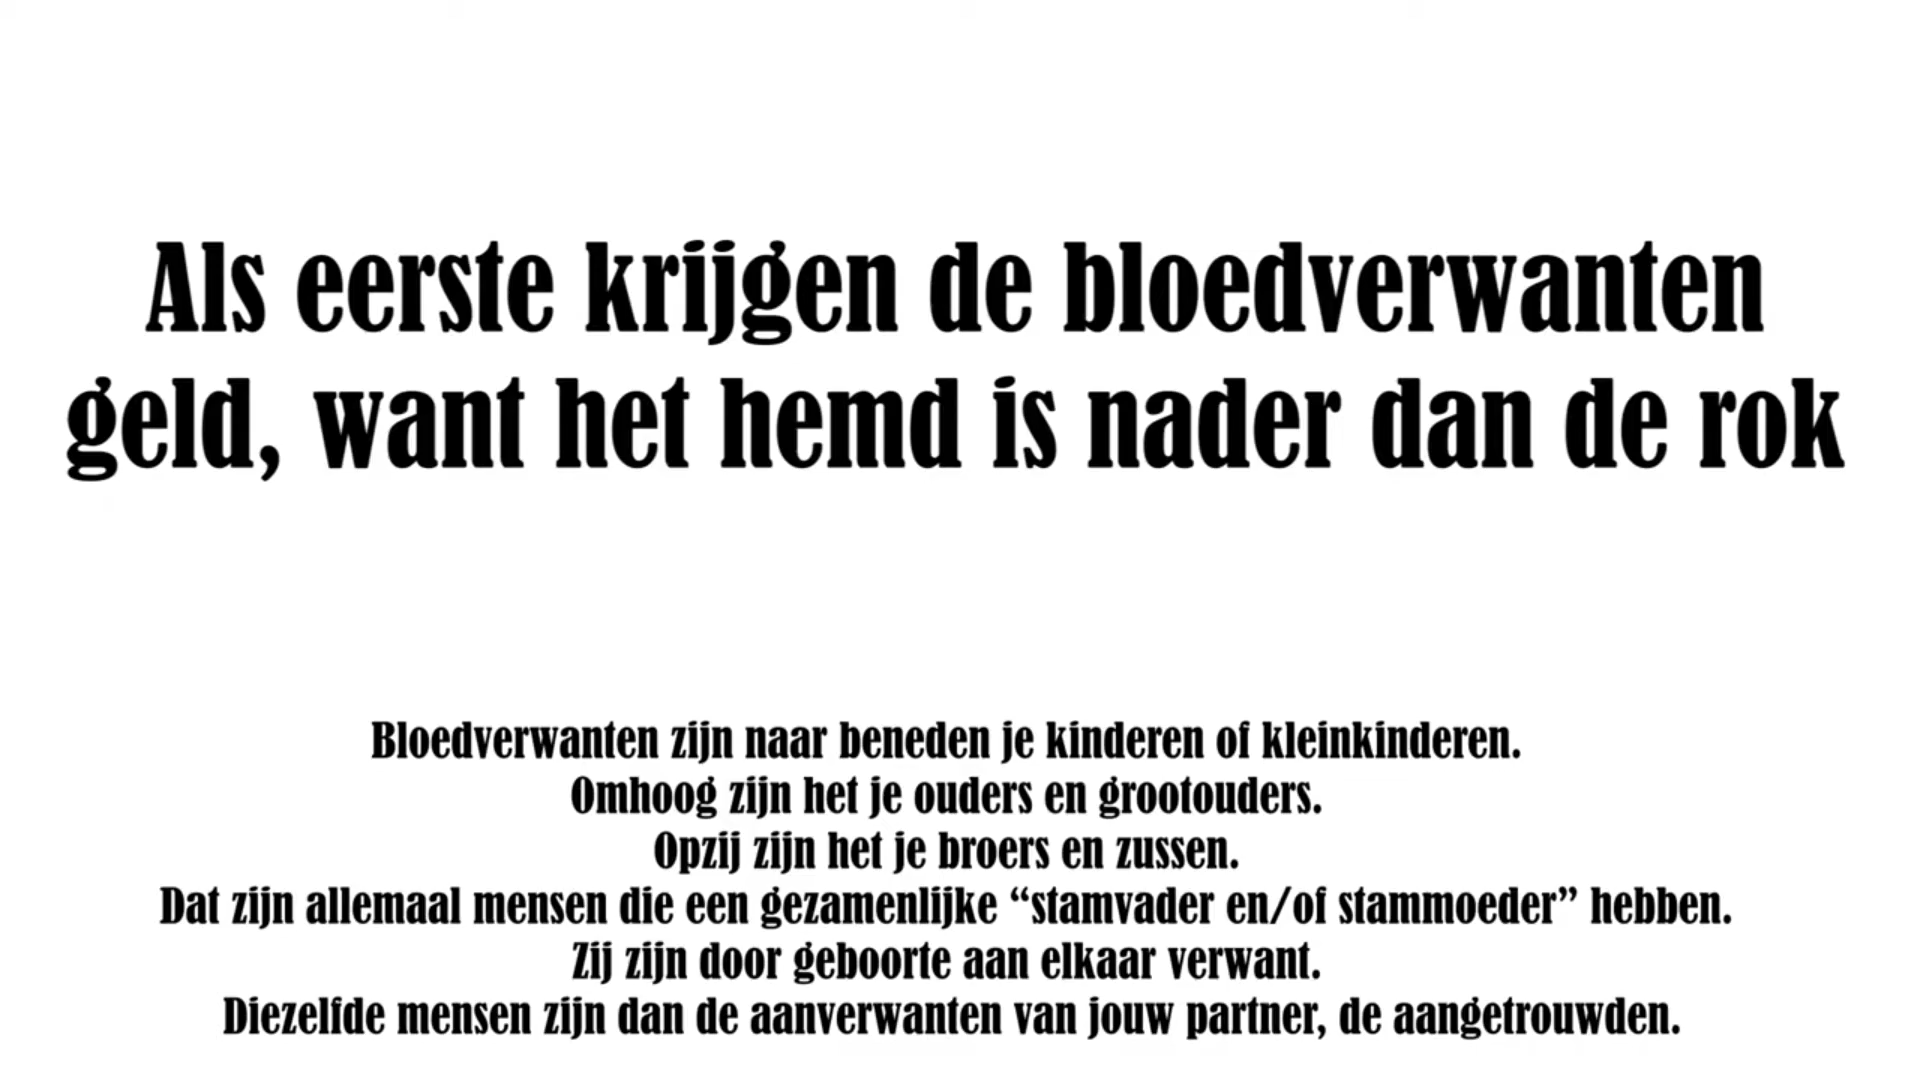 Als eerste krijgen de bloedverwanten
geld, want het hemd is nader dan de rok
Bloedverwanten zijn naar beneden je kinderen of kleinkinderen.
Omhoog zijn het je ouders en grootouders.
Opzij zijn het je broers en zussen.
Dat zijn allemaal mensen die een gezamenlijke “stamvader en/of stammoeder” hebben.
Zij zijn door geboorte aan elkaar verwant.
Diezelfde mensen zijn dan de aanverwanten van jouw partner, de aangetrouwden.